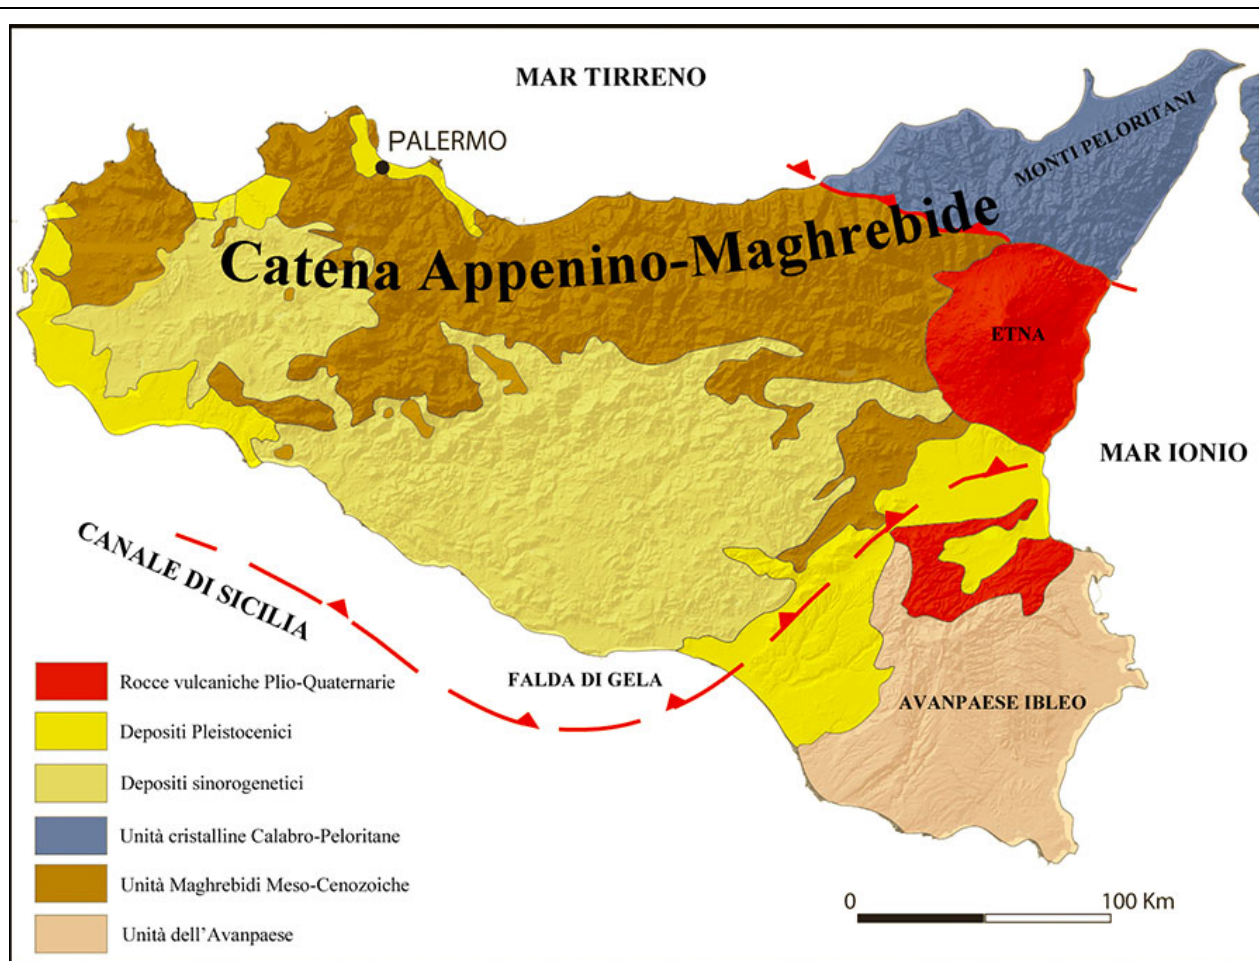 MAR TIRRENO
PALERMO
MONTI PELORITANI
Catena Appenino-Maghrebide
ETNA
MAR IONIO
CANALE DI SICILIA
FALDA DI GELA
AVANPAESE IBLEO
Rocce vulcaniche Plio-Quaternarie
Depositi Pleistocenici
Depositi sinorogenetici
Unità cristalline Calabro-Peloritane
Unità Maghrebidi Meso-Cenozoiche
Unità dell'Avanpaese
0 100 Km